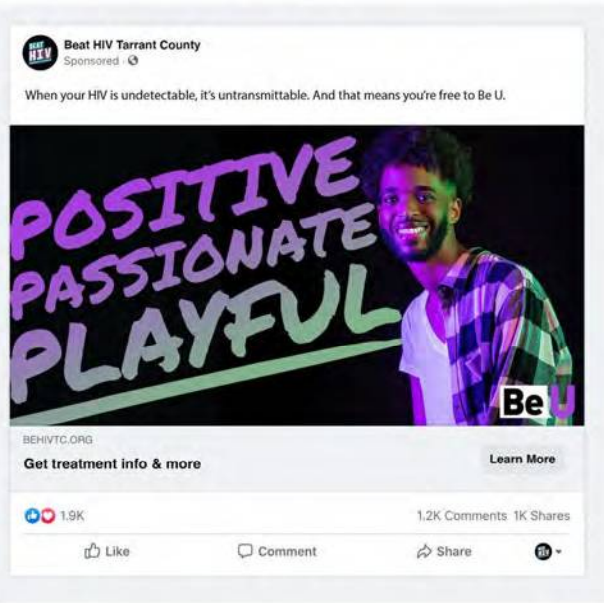 BEAT HIV
Beat HIV Tarrant County
Sponsored ·
When your HIV is undetectable, it's untransmittable. And that means you're free to Be U.
POSITIVE
PASSIONATE
PLAYFUL
Be U
BEHIVTC.ORG
Get treatment info & more
Learn More
1.9K
1.2K Comments 1K Shares
Like
Comment
Share